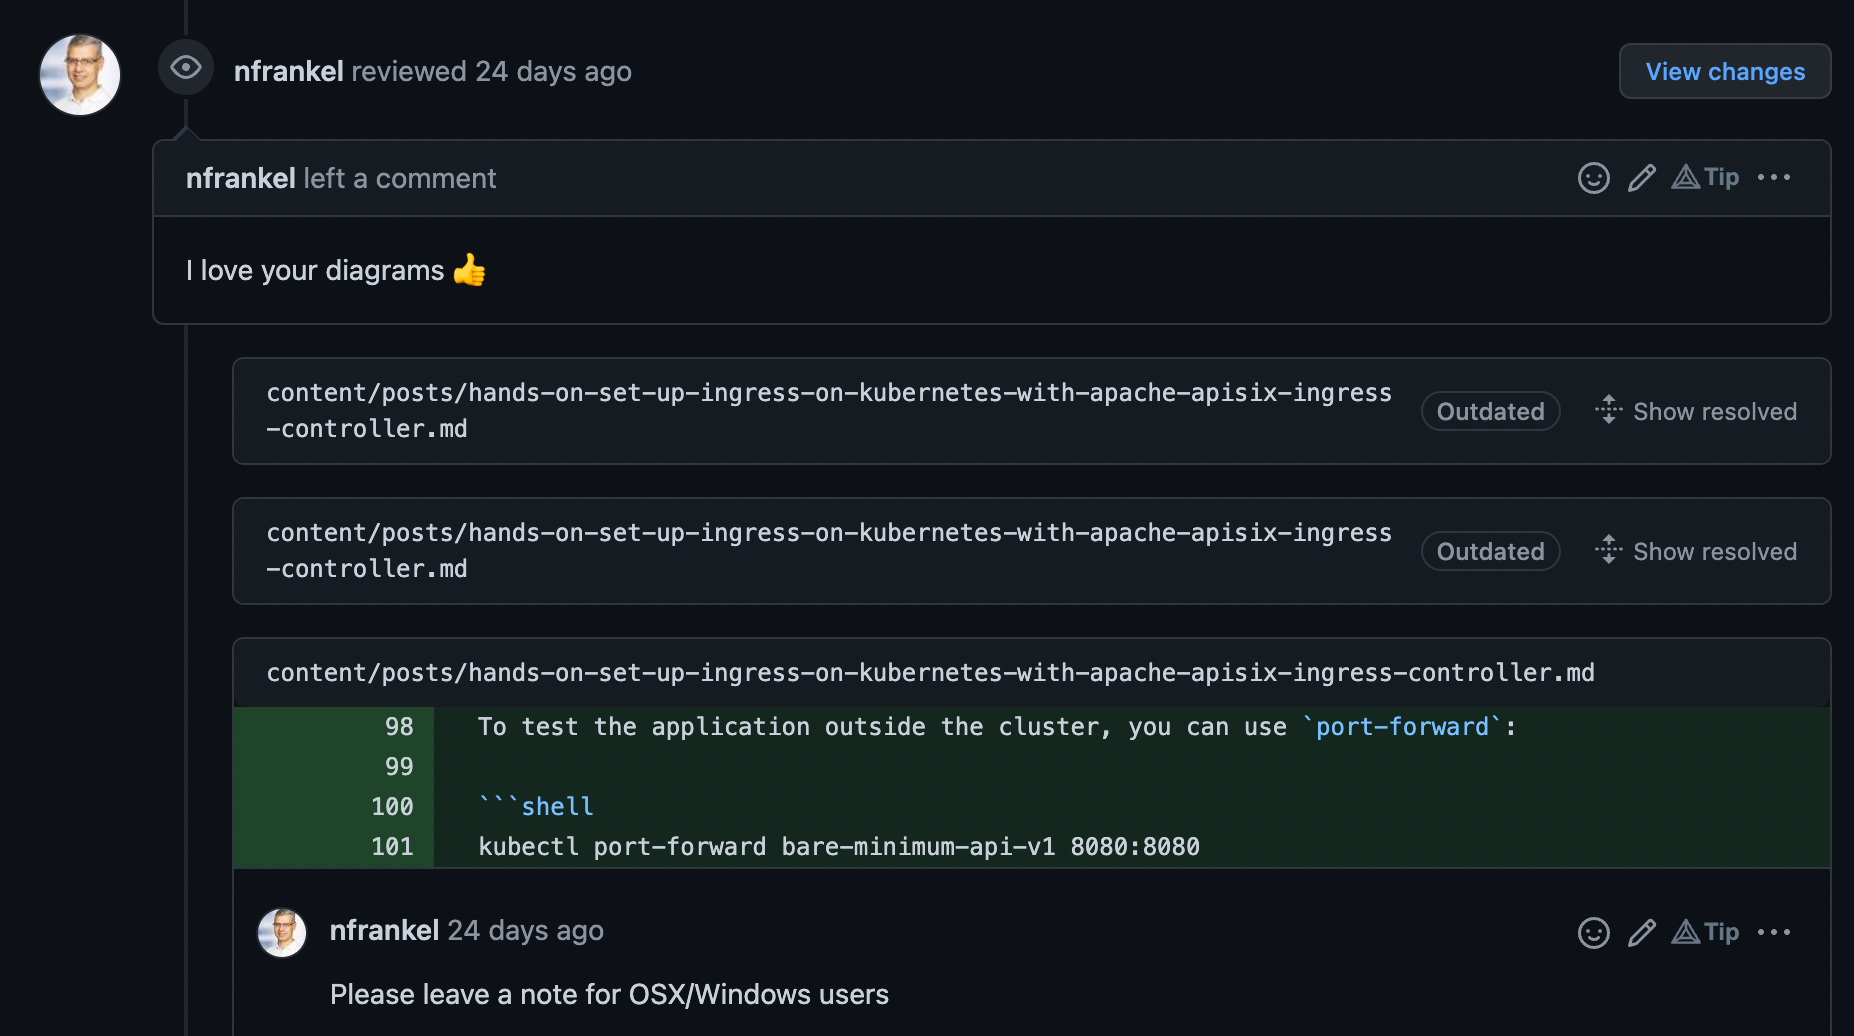 nfrankel reviewed 24 days ago
View changes
nfrankel left a comment
Tip
I love your diagrams 👍
content/posts/hands-on-set-up-ingress-on-kubernetes-with-apache-apisix-ingress
-controller.md
Outdated
Show resolved
content/posts/hands-on-set-up-ingress-on-kubernetes-with-apache-apisix-ingress
-controller.md
Outdated
Show resolved
content/posts/hands-on-set-up-ingress-on-kubernetes-with-apache-apisix-ingress-controller.md
98 To test the application outside the cluster, you can use `port-forward`:
99
100 ```shell
101 kubectl port-forward bare-minimum-api-v1 8080:8080
nfrankel 24 days ago
Tip
Please leave a note for OSX/Windows users